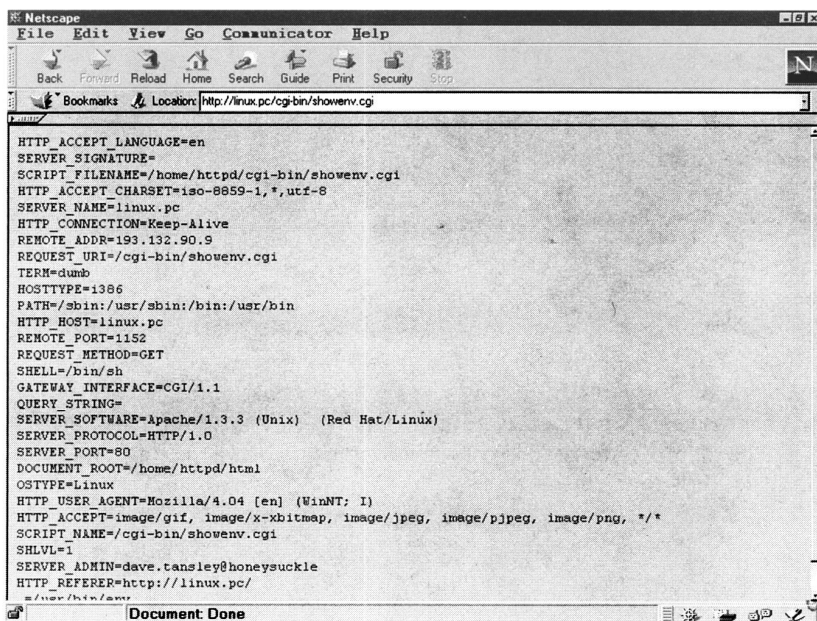 Netscape
File Edit View Go Communicator Help
Back Forward Reload Home Search Guide Print Security Stop
N
Bookmarks Location: http://linux.pc/cgi-bin/showenv.cgi
HTTP_ACCEPT_LANGUAGE=en
SERVER_SIGNATURE=
SCRIPT_FILENAME=/home/httpd/cgi-bin/showenv.cgi
HTTP_ACCEPT_CHARSET=iso-8859-1,*,utf-8
SERVER_NAME=linux.pc
HTTP_CONNECTION=Keep-Alive
REMOTE_ADDR=193.132.90.9
REQUEST_URI=/cgi-bin/showenv.cgi
TERM=dumb
HOSTTYPE=i386
PATH=/sbin:/usr/sbin:/bin:/usr/bin
HTTP_HOST=linux.pc
REMOTE_PORT=1152
REQUEST_METHOD=GET
SHELL=/bin/sh
GATEWAY_INTERFACE=CGI/1.1
QUERY_STRING=
SERVER_SOFTWARE=Apache/1.3.3 (Unix) (Red Hat/Linux)
SERVER_PROTOCOL=HTTP/1.0
SERVER_PORT=80
DOCUMENT_ROOT=/home/httpd/html
OSTYPE=Linux
HTTP_USER_AGENT=Mozilla/4.04 [en] (WinNT; I)
HTTP_ACCEPT=image/gif, image/x-xbitmap, image/jpeg, image/pjpeg, image/png, */*
SCRIPT_NAME=/cgi-bin/showenv.cgi
SHLVL=1
SERVER_ADMIN=dave.tansley@honeysuckle
HTTP_REFERER=http://linux.pc/
_=/usr/bin/env
Document: Done